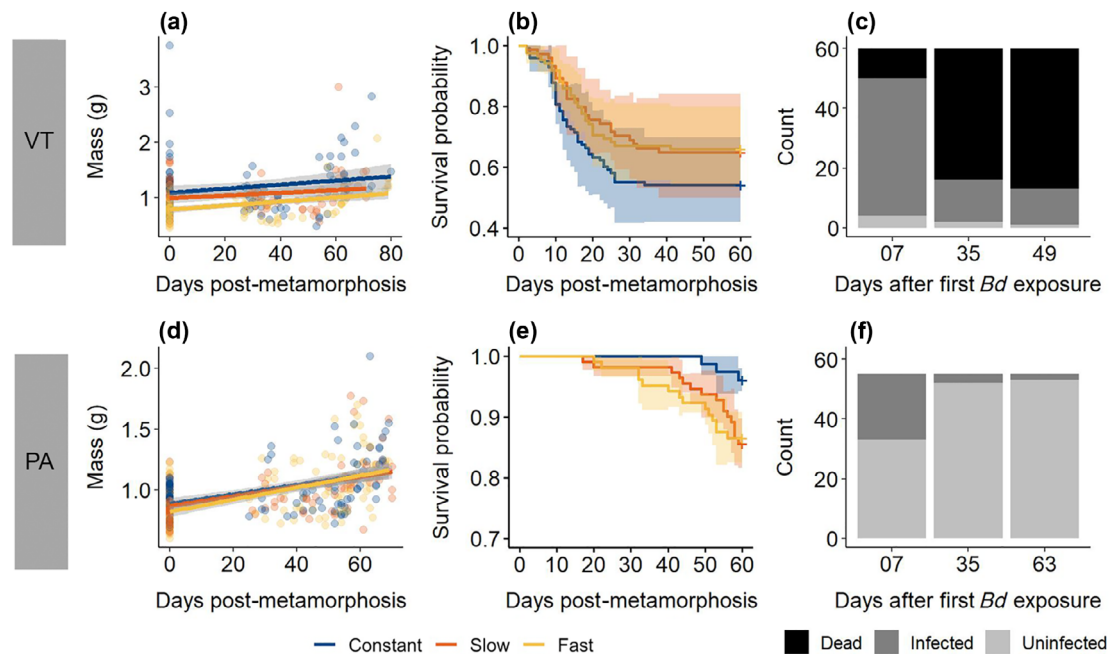 (a) (b) (c)
VT
Mass (g)
3
2
1
0 20 40 60 80
Days post-metamorphosis
Survival probability
1.0
0.8
0.6
0.4
0 10 20 30 40 50 60
Days post-metamorphosis
Count
60
40
20
0
07 35 49
Days after first Bd exposure
(d) (e) (f)
PA
Mass (g)
2.0
1.5
1.0
0 20 40 60
Days post-metamorphosis
Survival probability
1.0
0.9
0.8
0.7
0 10 20 30 40 50 60
Days post-metamorphosis
Count
60
40
20
0
07 35 63
Days after first Bd exposure
Constant Slow Fast
Dead Infected Uninfected